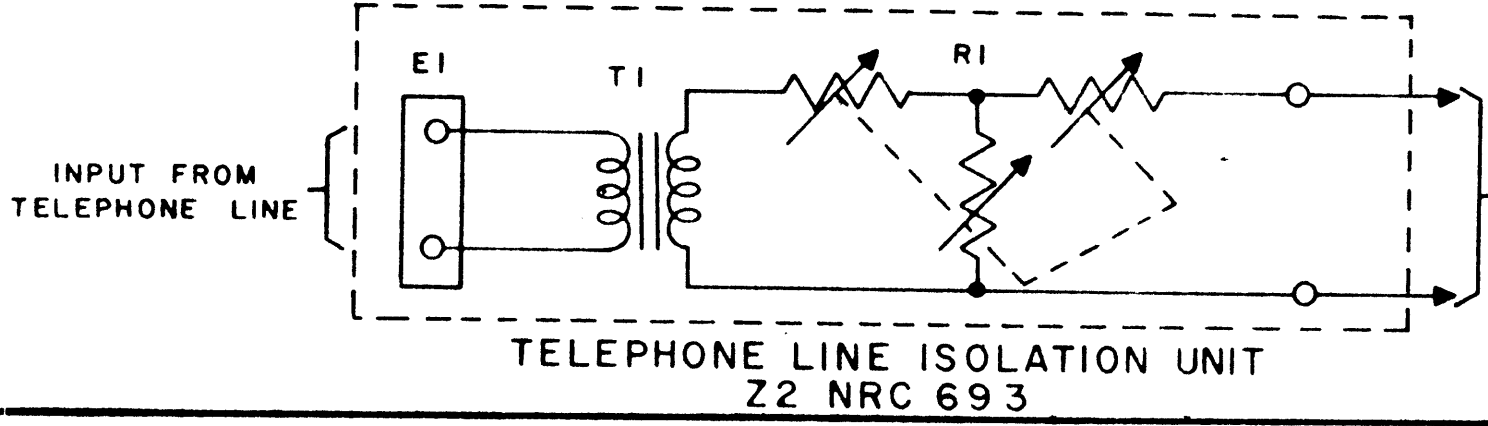 E1
T1
R1
INPUT FROM
TELEPHONE LINE
TELEPHONE LINE ISOLATION UNIT
Z2 NRC 693